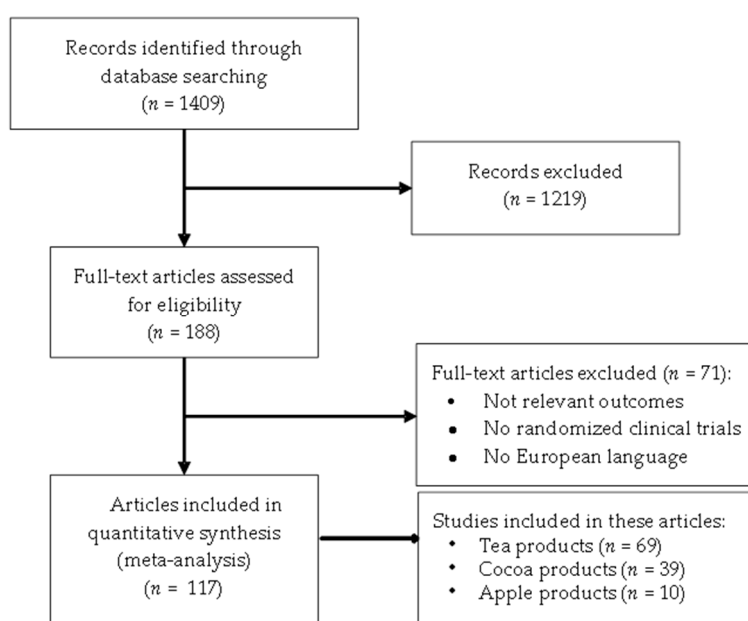 Records identified through
database searching
(n = 1409)
Records excluded
(n = 1219)
Full-text articles assessed
for eligibility
(n = 188)
Full-text articles excluded (n = 71):
• Not relevant outcomes
• No randomized clinical trials
• No European language
Articles included in
quantitative synthesis
(meta-analysis)
(n = 117)
Studies included in these articles:
• Tea products (n = 69)
• Cocoa products (n = 39)
• Apple products (n = 10)